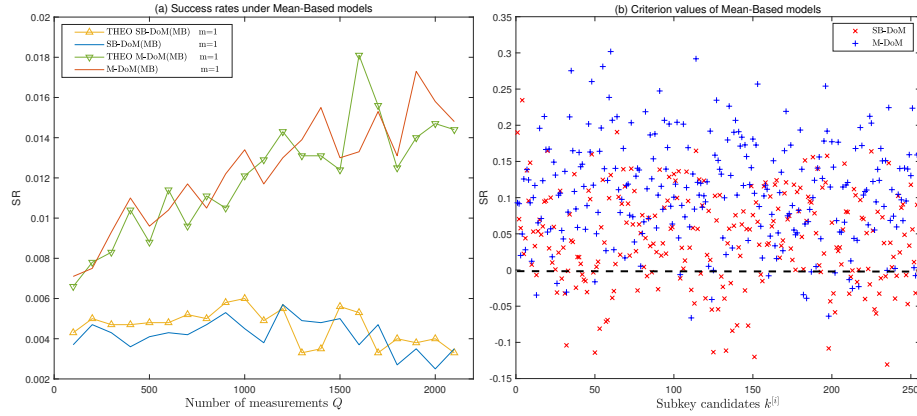 (a) Success rates under Mean-Based models
SR
0.02
0.018
0.016
0.014
0.012
0.01
0.008
0.006
0.004
0.002
THEO SB-DoM(MB) m=1
SB-DoM(MB) m=1
THEO M-DoM(MB) m=1
M-DoM(MB) m=1
0 500 1000 1500 2000
Number of measurements Q
(b) Criterion values of Mean-Based models
SR
0.35
0.3
0.25
0.2
0.15
0.1
0.05
0
-0.05
-0.1
-0.15
SB-DoM
M-DoM
0 50 100 150 200 250
Subkey candidates k^[i]